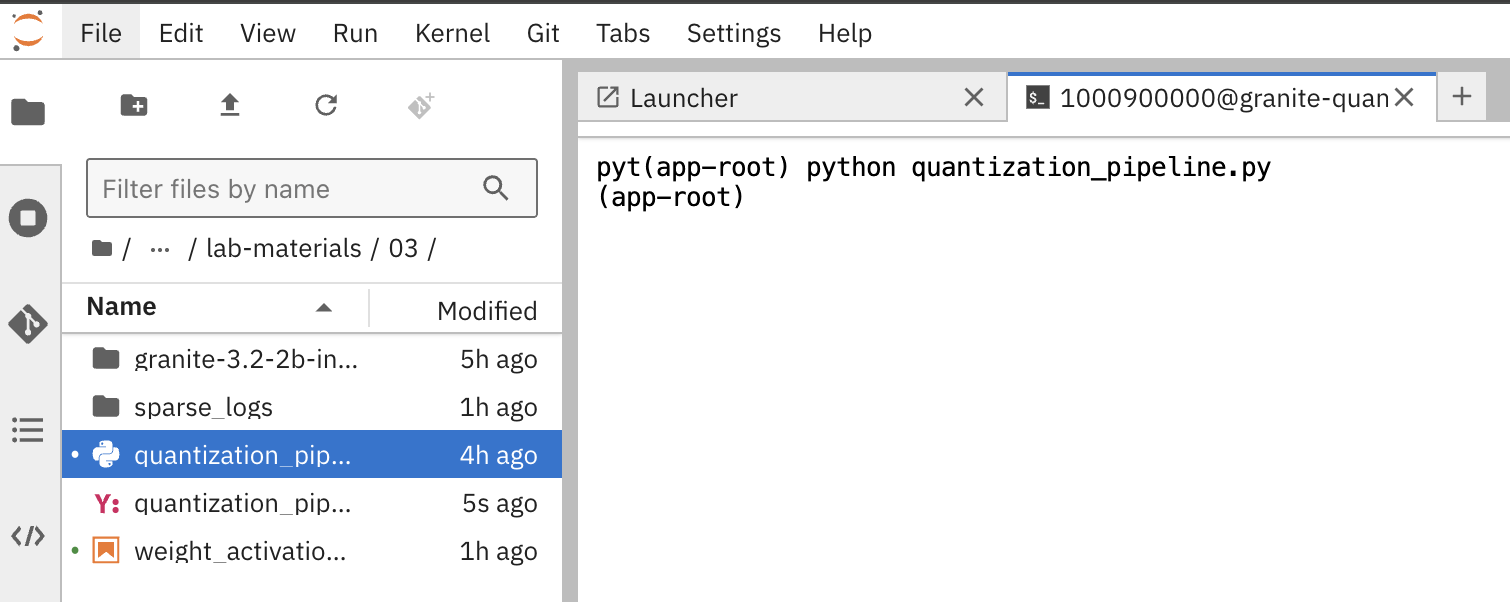 File Edit View Run Kernel Git Tabs Settings Help
Launcher
$_ 1000900000@granite-quan
Filter files by name
/ ... / lab-materials / 03 /
Name Modified
granite-3.2-2b-in... 5h ago
sparse_logs 1h ago
quantization_pip... 4h ago
Y: quantization_pip... 5s ago
weight_activatio... 1h ago
pyt(app-root) python quantization_pipeline.py
(app-root)